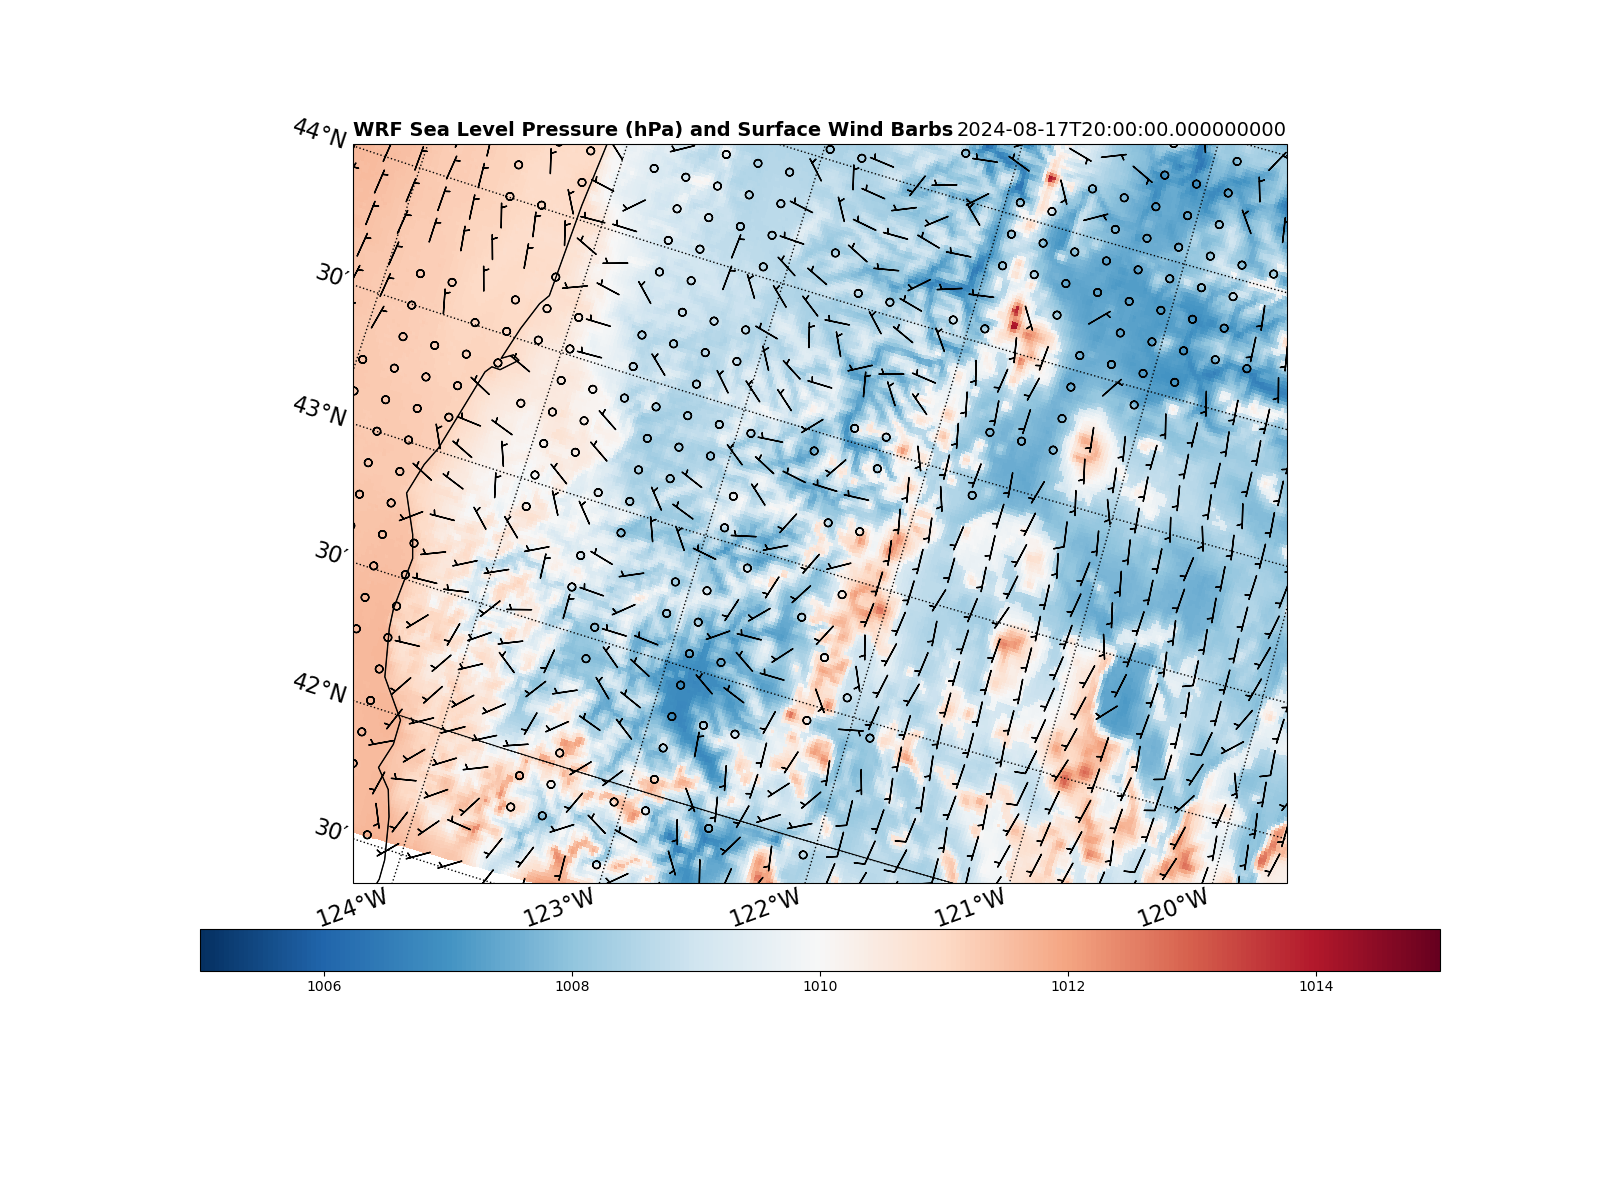 WRF Sea Level Pressure (hPa) and Surface Wind Barbs 2024-08-17T20:00:00.000000000
44°N
30′
43°N
30′
42°N
30′
124°W 123°W 122°W 121°W 120°W
1006 1008 1010 1012 1014